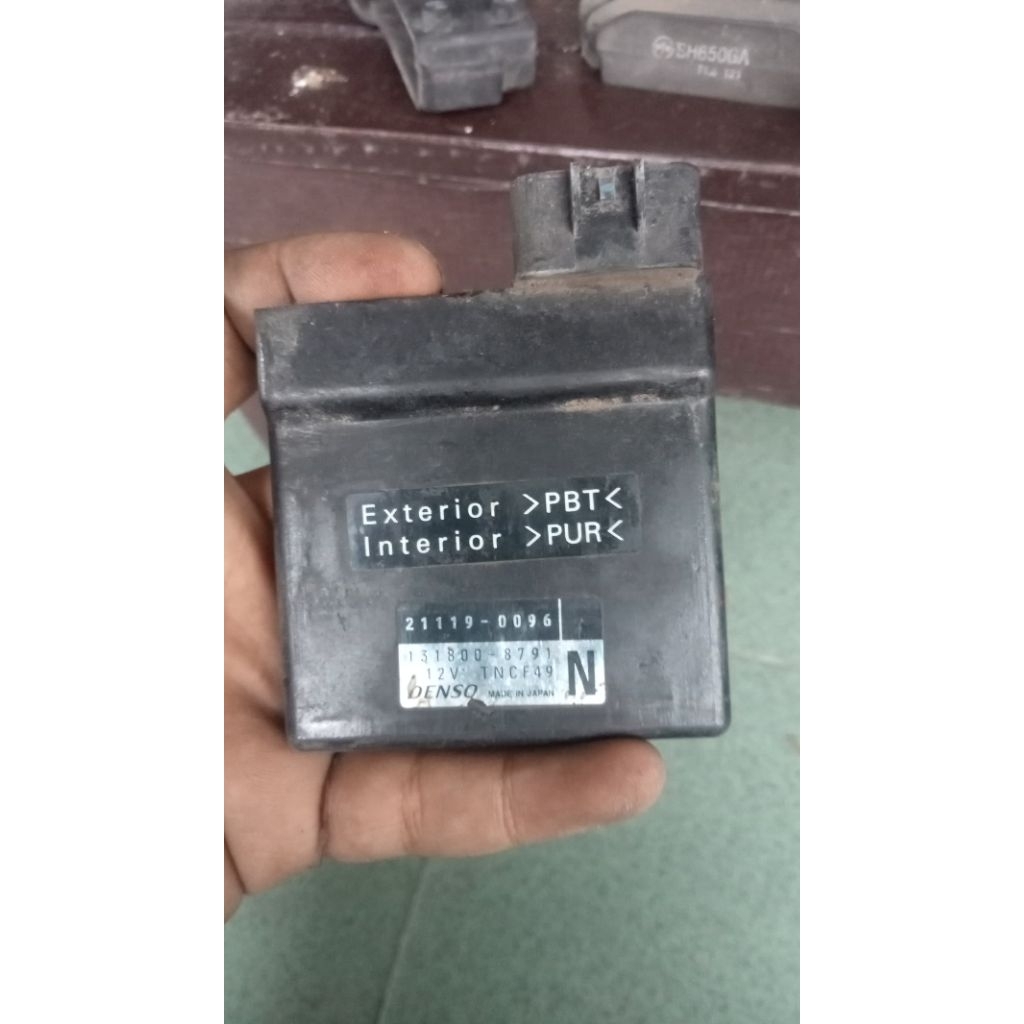 SH650GA
Exterior >PBT<
Interior >PUR<
21119-0096
131800-8791
12V TNCF49
N
DENSO MADE IN JAPAN